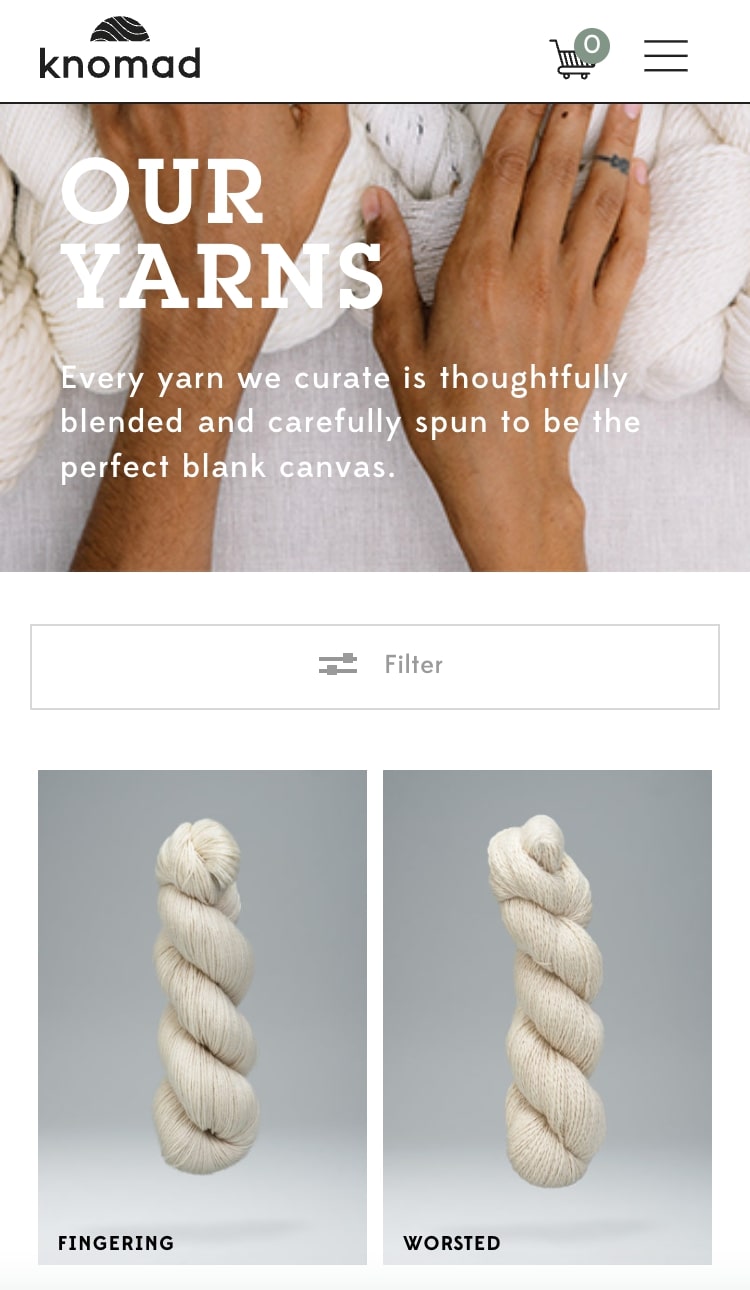 knomad
0
OUR
YARNS
Every yarn we curate is thoughtfully
blended and carefully spun to be the
perfect blank canvas.
Filter
FINGERING
WORSTED